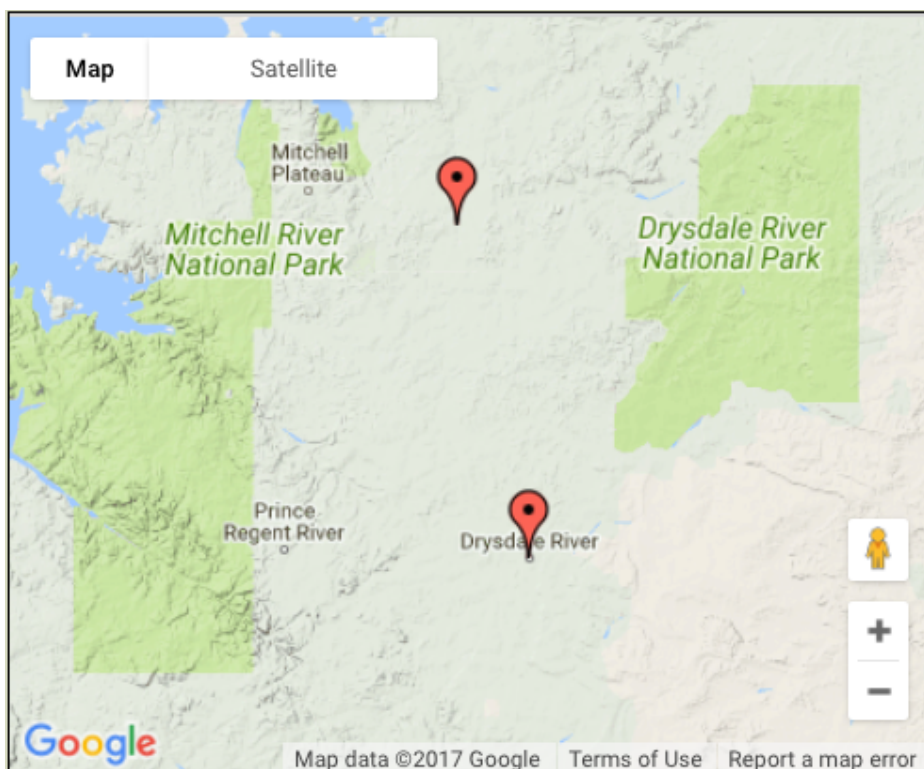 Map
Satellite
Mitchell
Plateau
Mitchell River
National Park
Drysdale River
National Park
Prince
Regent River
Drysdale River
Google
Map data ©2017 Google
Terms of Use
Report a map error